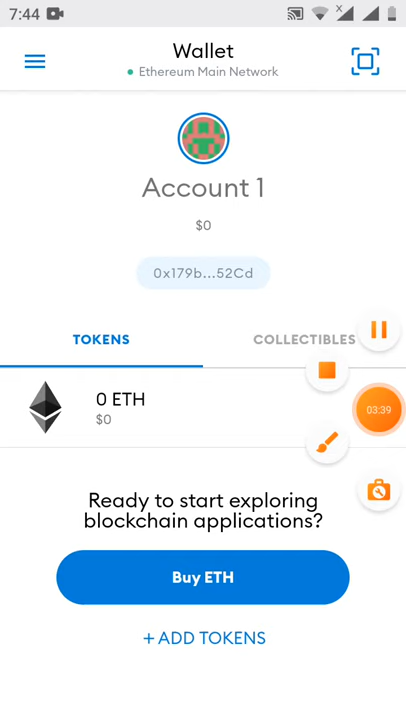 7:44
Wallet
Ethereum Main Network
Account 1
$0
0x179b...52Cd
TOKENS
COLLECTIBLES
0 ETH
$0
03:39
Ready to start exploring
blockchain applications?
Buy ETH
+ ADD TOKENS